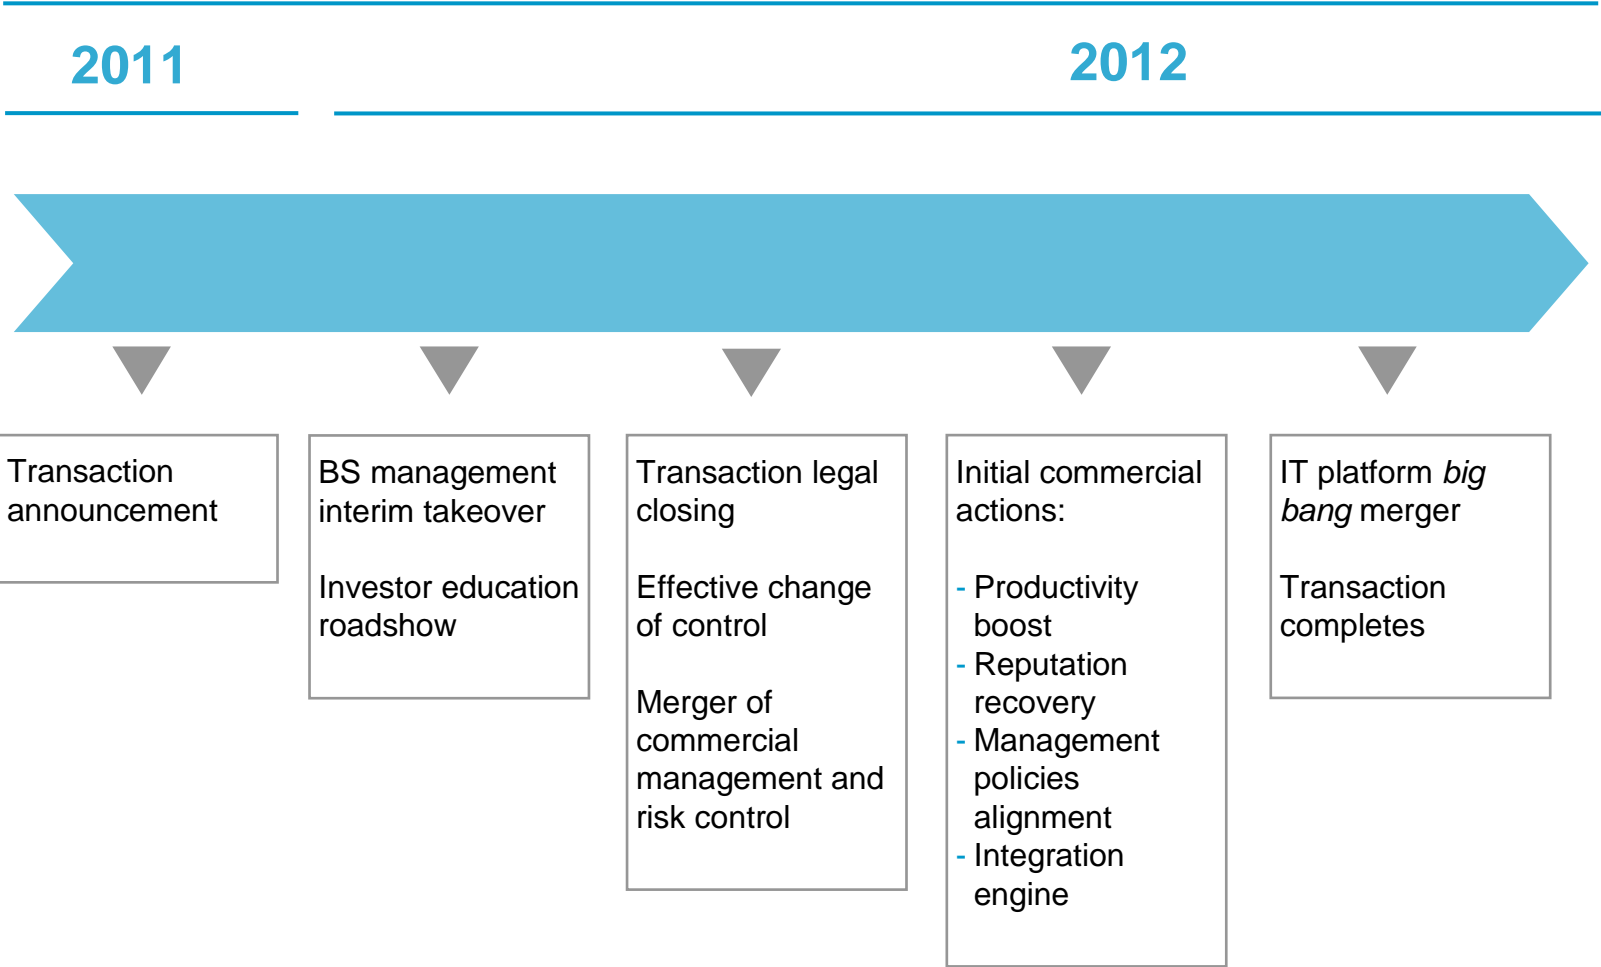 2011
2012
Transaction
announcement
BS management
interim takeover
Investor education
roadshow
Transaction legal
closing
Effective change
of control
Merger of
commercial
management and
risk control
Initial commercial
actions:
- Productivity
boost
- Reputation
recovery
- Management
policies
alignment
- Integration
engine
IT platform big
bang merger
Transaction
completes